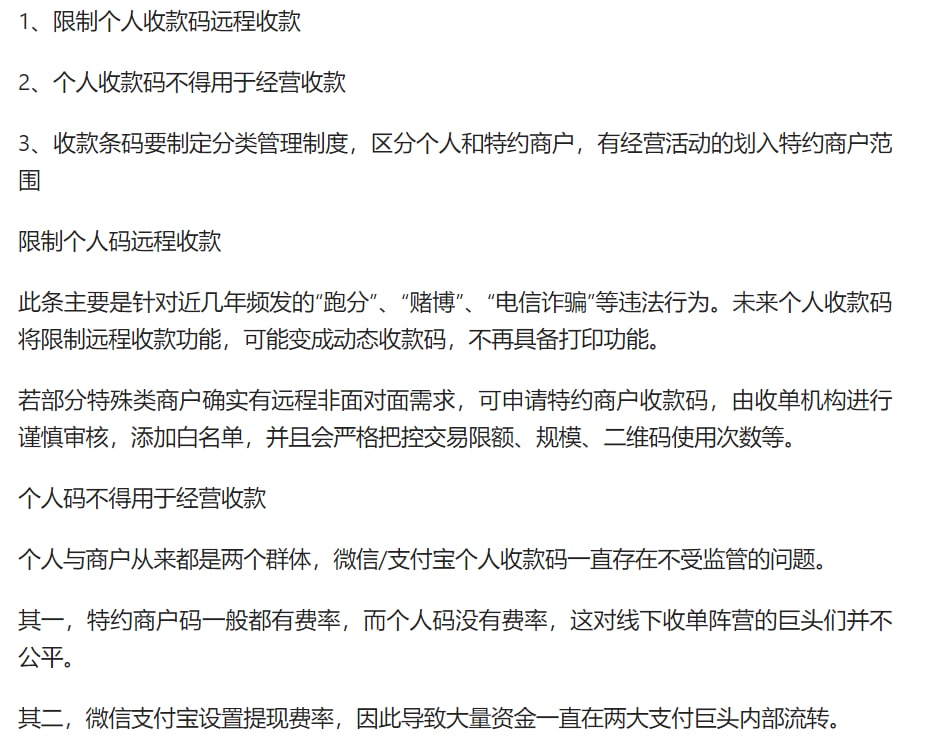 1、限制个人收款码远程收款
2、个人收款码不得用于经营收款
3、收款条码要制定分类管理制度，区分个人和特约商户，有经营活动的划入特约商户范
围
限制个人码远程收款
此条主要是针对近几年频发的“跑分”、“赌博”、“电信诈骗”等违法行为。未来个人收款码
将限制远程收款功能，可能变成动态收款码，不再具备打印功能。
若部分特殊类商户确实有远程非面对面需求，可申请特约商户收款码，由收单机构进行
谨慎审核，添加白名单，并且会严格把控交易限额、规模、二维码使用次数等。
个人码不得用于经营收款
个人与商户从来都是两个群体，微信/支付宝个人收款码一直存在不受监管的问题。
其一，特约商户码一般都有费率，而个人码没有费率，这对线下收单阵营的巨头们并不
公平。
其二，微信支付宝设置提现费率，因此导致大量资金一直在两大支付巨头内部流转。